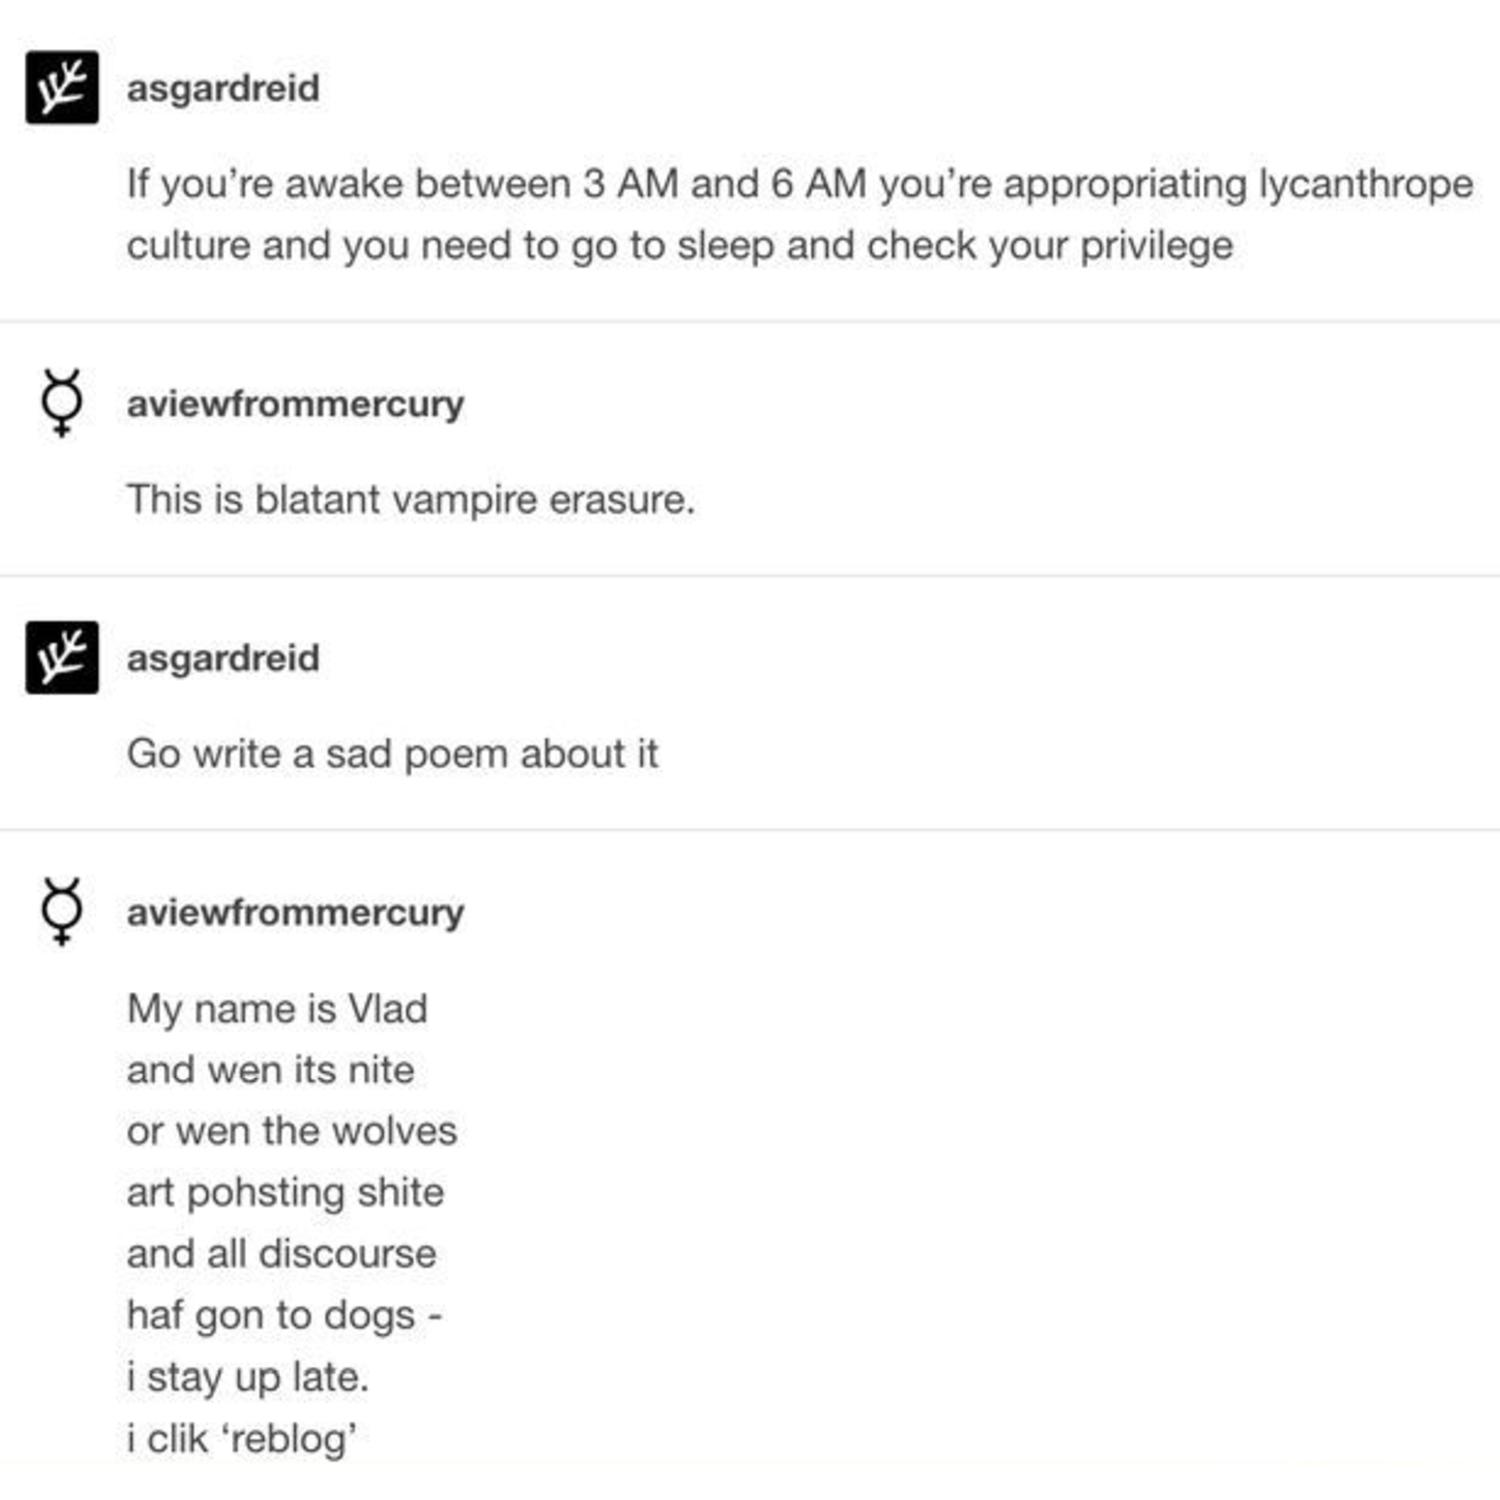 asgardreid
If you’re awake between 3 AM and 6 AM you’re appropriating lycanthrope
culture and you need to go to sleep and check your privilege
aviewfrommercury
This is blatant vampire erasure.
asgardreid
Go write a sad poem about it
aviewfrommercury
My name is Vlad
and wen its nite
or wen the wolves
art pohsting shite
and all discourse
haf gon to dogs -
i stay up late.
i clik ‘reblog’